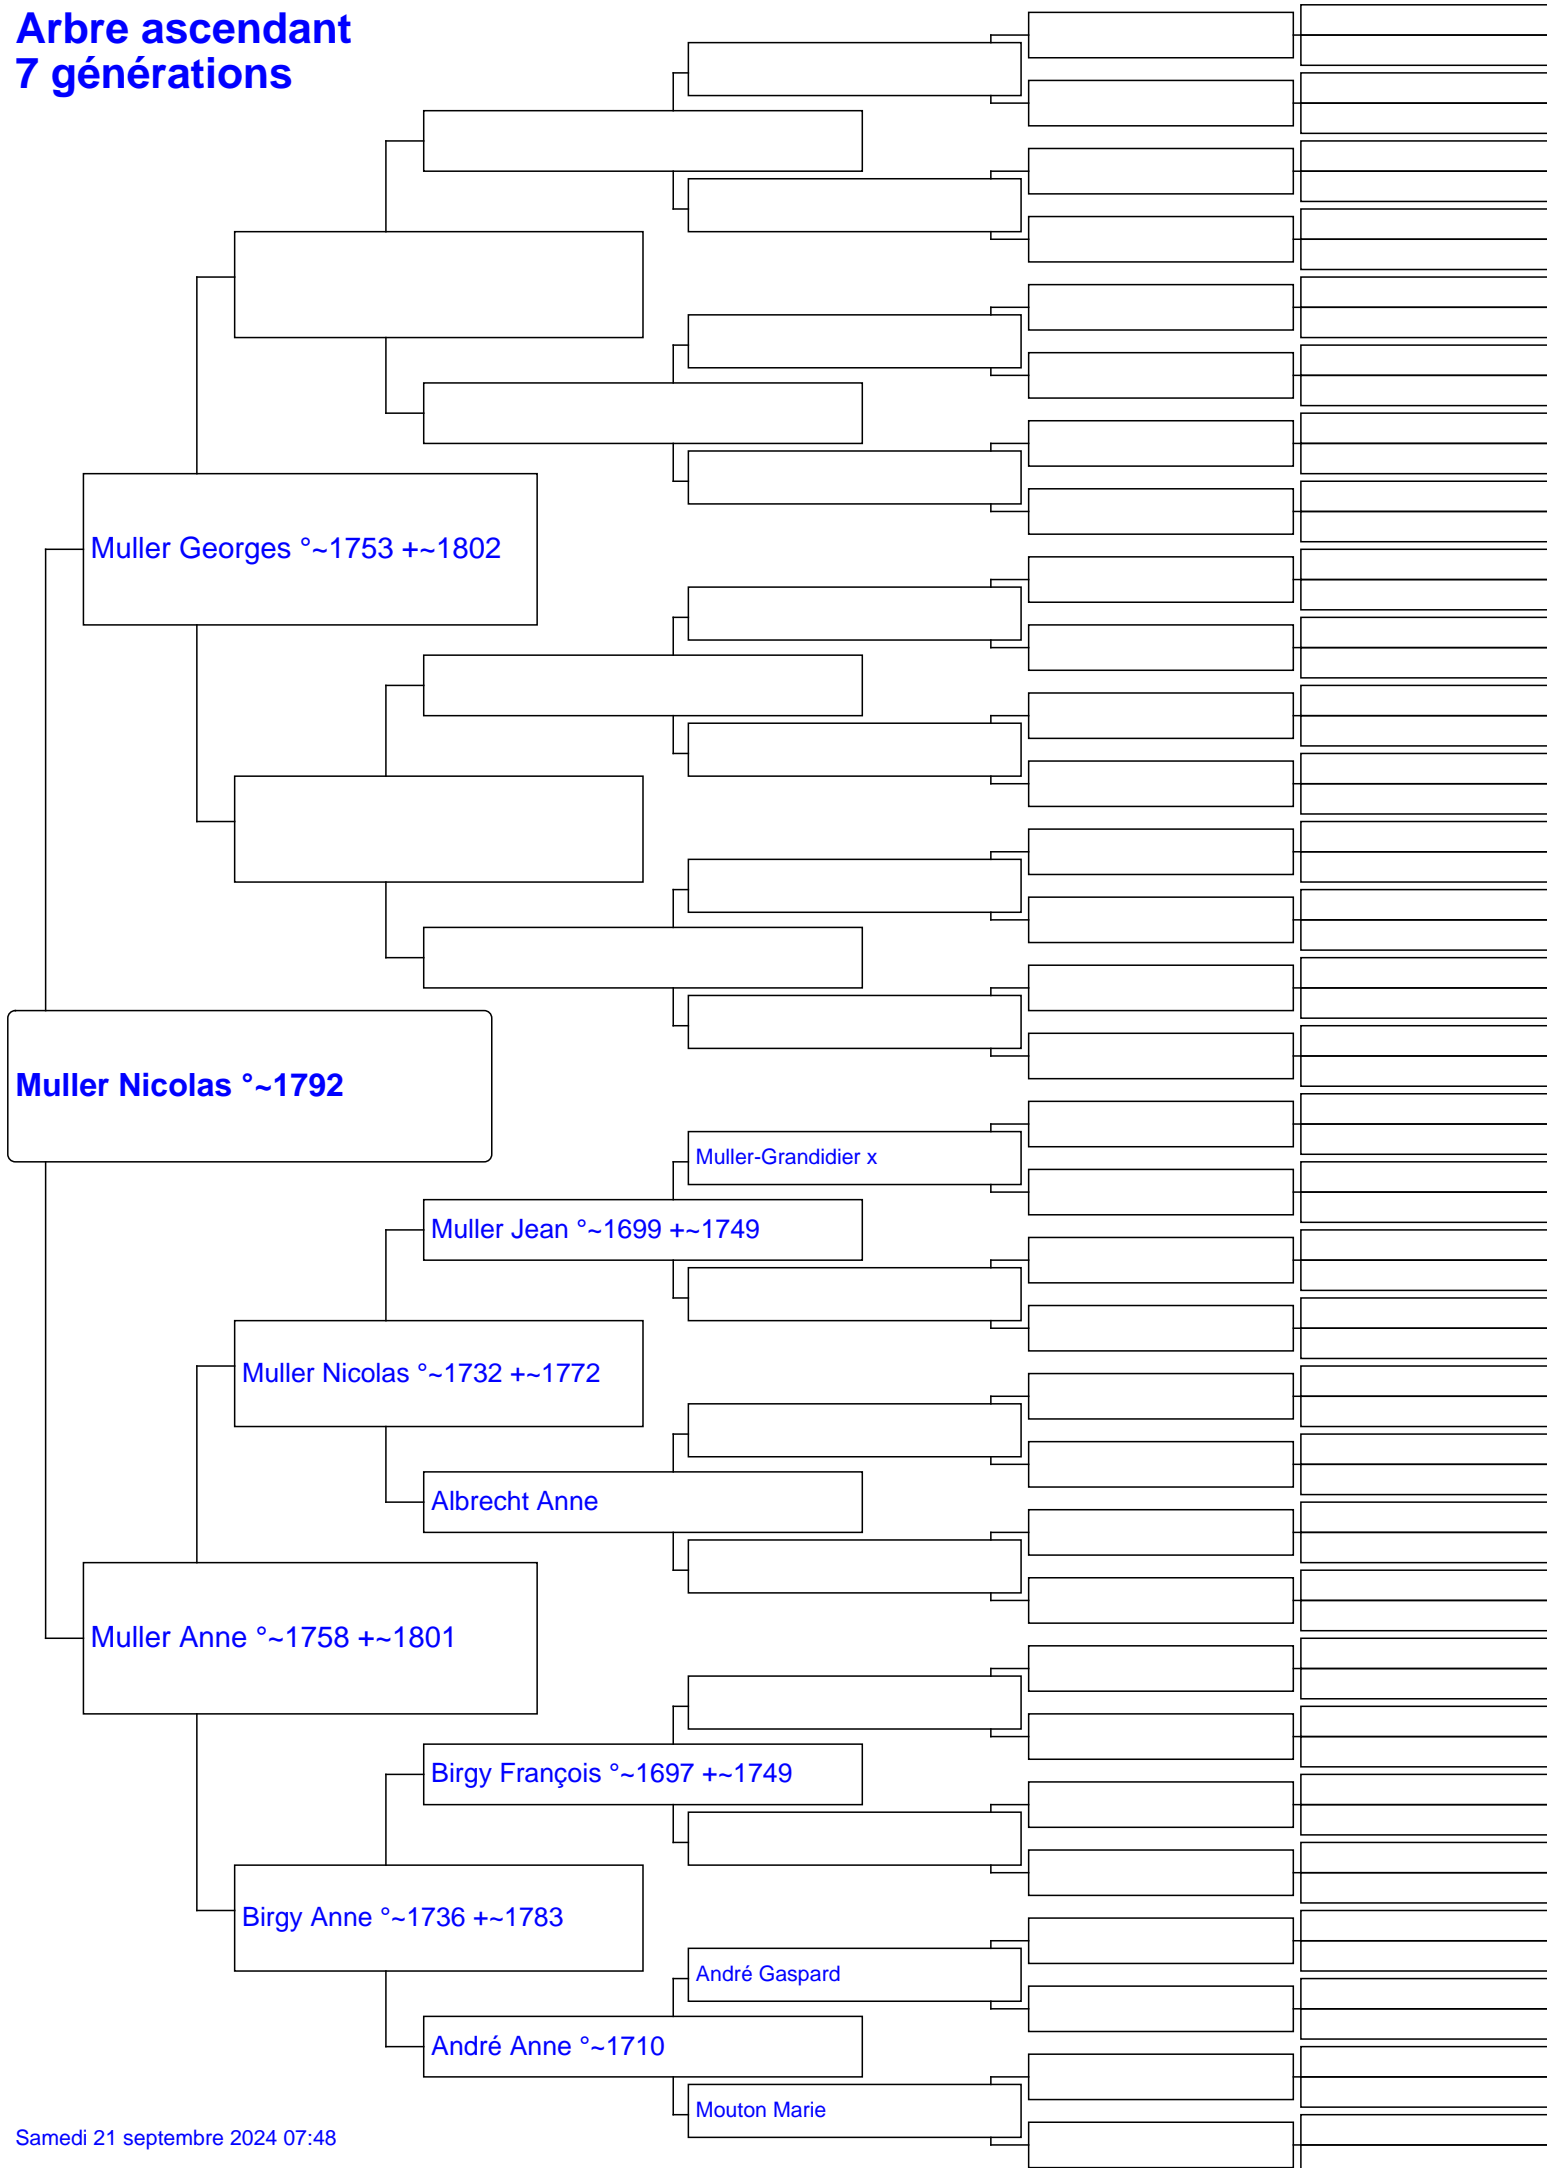 Arbre ascendant
7 générations
Muller Georges °~1753 +~1802
Muller Nicolas °~1792
Muller-Grandidier x
Muller Jean °~1699 +~1749
Muller Nicolas °~1732 +~1772
Albrecht Anne
Muller Anne °~1758 +~1801
Birgy François °~1697 +~1749
Birgy Anne °~1736 +~1783
André Gaspard
André Anne °~1710
Mouton Marie
Samedi 21 septembre 2024 07:48